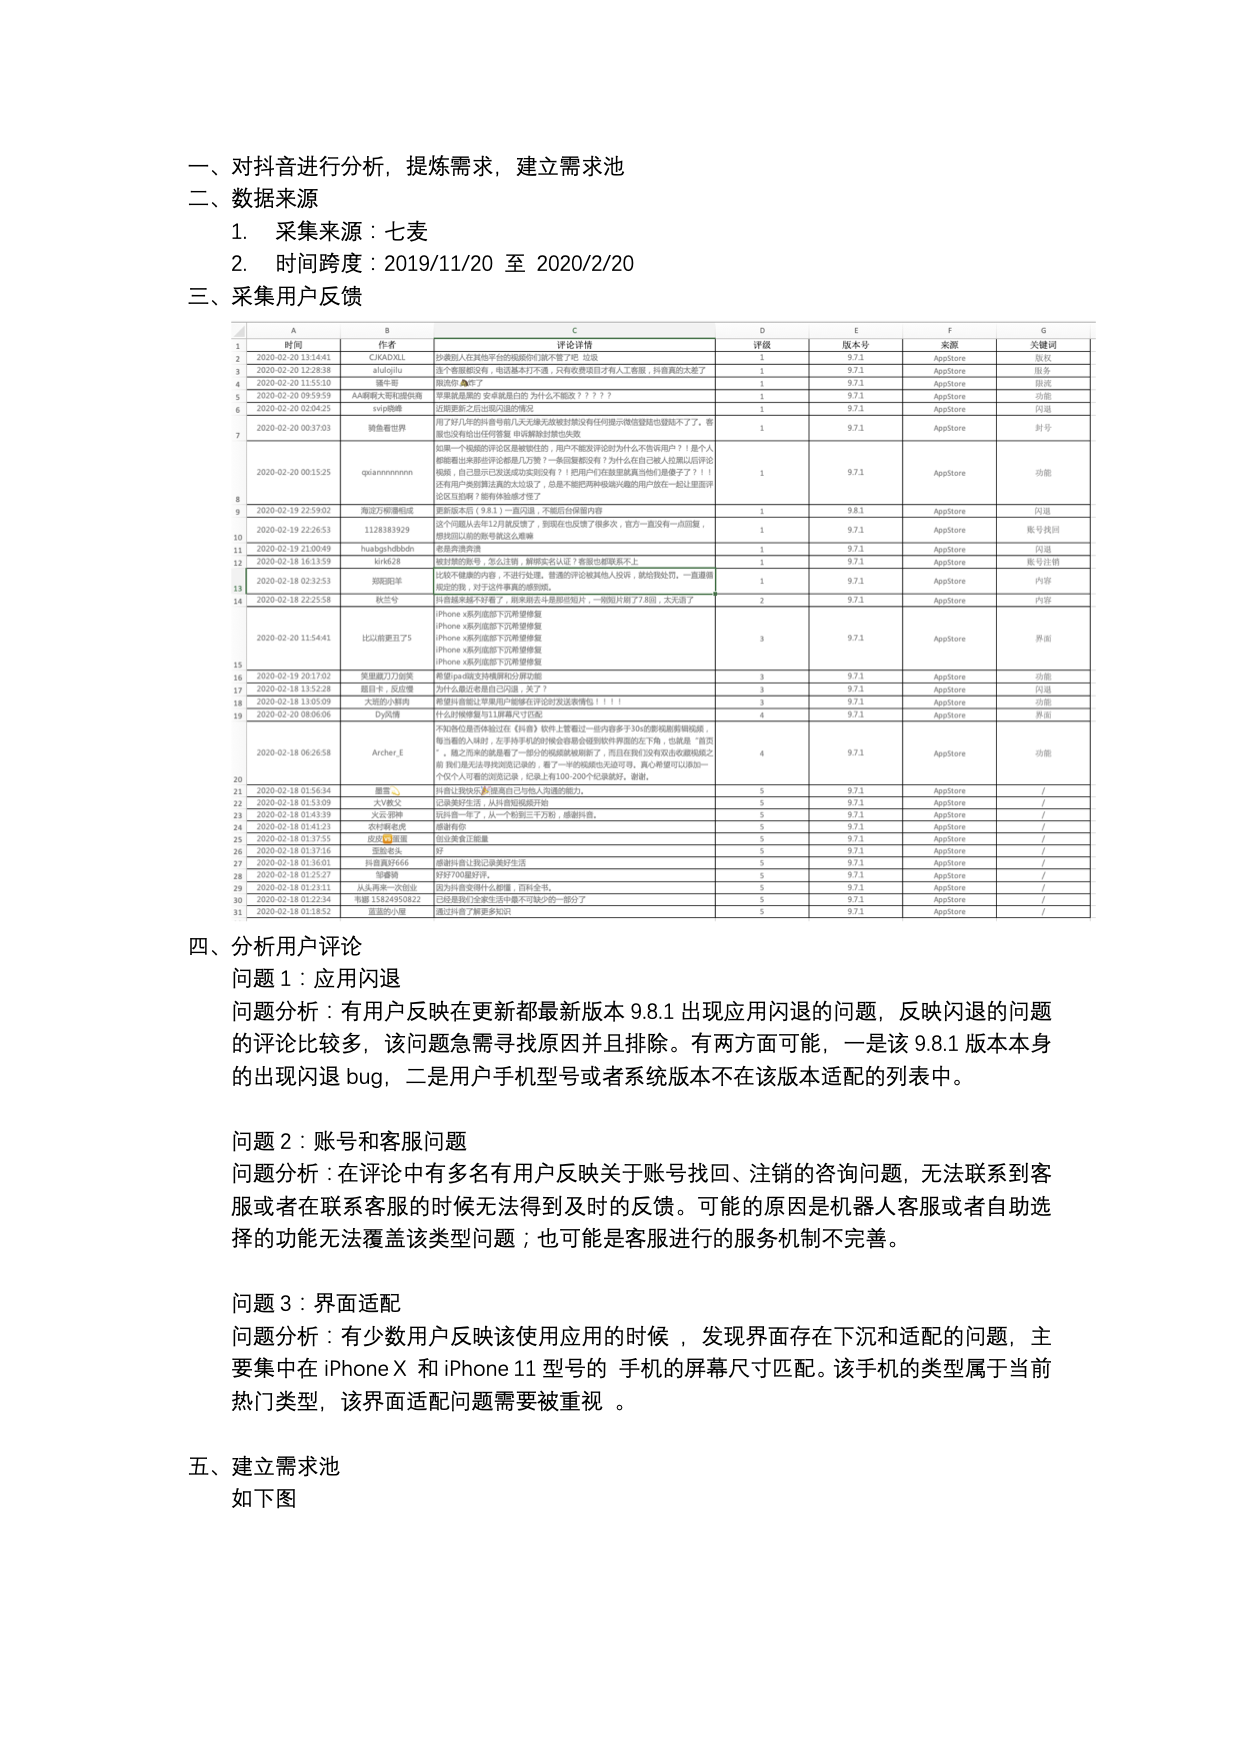 一、对抖音进行分析，提炼需求，建立需求池
二、数据来源
1. 采集来源：七麦
2. 时间跨度：2019/11/20 至 2020/2/20
三、采集用户反馈
A B C D E F G
1 时间 作者 评论详情 评级 版本号 来源 关键词
2 2020-02-20 13:14:41 CJKADXLL 抄袭别人在其他平台的视频你们就不管了吧 垃圾 1 9.7.1 AppStore 版权
3 2020-02-20 12:28:38 alulojilu 连个客服都没有，电话基本打不通，只有收费项目才有人工客服，抖音真的太差了 1 9.7.1 AppStore 服务
4 2020-02-20 11:55:10 骚牛哥 限流你 炸了 1 9.7.1 AppStore 限流
5 2020-02-20 09:59:59 AA啊啊大哥和提供商 苹果就是黑的 安卓就是白的 为什么不能改？？？？？ 1 9.7.1 AppStore 功能
6 2020-02-20 02:04:25 svip晓峰 近期更新之后出现闪退的情况 1 9.7.1 AppStore 闪退
7 2020-02-20 00:37:03 骑鱼看世界 用了好几年的抖音号前几天无缘无故被封禁没有任何提示微信登陆也登陆不了了。客
服也没有给出任何答复 申诉解除封禁也失败 1 9.7.1 AppStore 封号
8 2020-02-20 00:15:25 qxiannnnnnnn 如果一个视频的评论区是被锁住的，用户不能发评论时为什么不告诉用户？！是个人
都能看出来那些评论都是几万赞？一条回复都没有？为什么在自己被人拉黑以后评论
视频，自己显示已发送成功实则没有？！把用户们在鼓里就真当他们是傻子了？！！
还有用户类别算法真的太垃圾了，总是不能把两种极端兴趣的用户放在一起让里面评
论区互掐啊？能有体验感才怪了 1 9.7.1 AppStore 功能
9 2020-02-19 22:59:02 海淀万柳潘相成 更新版本后（9.8.1）一直闪退，不能后台保留内容 1 9.8.1 AppStore 闪退
10 2020-02-19 22:26:53 1128383929 这个问题从去年12月就反馈了，到现在也反馈了很多次，官方一直没有一点回复，
想找回以前的账号就这么难嘛 1 9.7.1 AppStore 账号找回
11 2020-02-19 21:00:49 huabgshdbbdn 老是奔溃奔溃 1 9.7.1 AppStore 闪退
12 2020-02-18 16:13:59 kirk628 被封禁的账号，怎么注销，解绑实名认证？客服也都联系不上 1 9.7.1 AppStore 账号注销
13 2020-02-18 02:32:53 郑阳阳羊 比较不健康的内容，不进行处理。普通的评论被其他人投诉，就给我处罚。一直遵循
规定的我，对于这件事真的感到烦。 1 9.7.1 AppStore 内容
14 2020-02-18 22:25:58 秋兰兮 抖音越来越不好看了，刷来刷去斗是那些短片，一刚短片刷了7.8回，太无语了 2 9.7.1 AppStore 内容
15 2020-02-20 11:54:41 比以前更丑了5 iPhone x系列底部下沉希望修复
iPhone x系列底部下沉希望修复
iPhone x系列底部下沉希望修复
iPhone x系列底部下沉希望修复
iPhone x系列底部下沉希望修复 3 9.7.1 AppStore 界面
16 2020-02-19 20:17:02 笑里藏刀刀剑笑 希望ipad端支持横屏和分屏功能 3 9.7.1 AppStore 功能
17 2020-02-18 13:52:28 题目卡，反应慢 为什么最近老是自己闪退，关了？ 3 9.7.1 AppStore 闪退
18 2020-02-18 13:05:09 大班的小鲜肉 希望抖音能让苹果用户能够在评论时发送表情包！！！！ 3 9.7.1 AppStore 功能
19 2020-02-20 08:06:06 Dy风情 什么时候修复与11屏幕尺寸匹配 4 9.7.1 AppStore 界面
20 2020-02-18 06:26:58 Archer_E 不知各位是否体验过在《抖音》软件上管看过一些内容多于30s的影视剧剪辑视频，
每当看的入味时，左手持手机的时候会容易会碰到软件界面的左下角，也就是“首页
”，随之而来的就是看了一部分的视频就被刷新了，而且在我们没有双击收藏视频之
前 我们是无法寻找浏览记录的，看了一半的视频也无迹可寻。真心希望可以添加一
个仅个人可看的浏览记录，纪录上有100-200个纪录就好。谢谢。 4 9.7.1 AppStore 功能
21 2020-02-18 01:56:34 墨言💫 抖音让我快乐🎉提高自己与他人沟通的能力。 5 9.7.1 AppStore /
22 2020-02-18 01:53:09 大V教父 记录美好生活，从抖音短视频开始 5 9.7.1 AppStore /
23 2020-02-18 01:43:39 火云邪神 玩抖音一年了，从一个粉到三千万粉，感谢抖音。 5 9.7.1 AppStore /
24 2020-02-18 01:41:23 农村啊老虎 感谢有你 5 9.7.1 AppStore /
25 2020-02-18 01:37:55 皮皮🆚蛋蛋 创业美食正能量 5 9.7.1 AppStore /
26 2020-02-18 01:37:16 歪脸老头 好 5 9.7.1 AppStore /
27 2020-02-18 01:36:01 抖音真好666 感谢抖音让我记录美好生活 5 9.7.1 AppStore /
28 2020-02-18 01:25:27 邹睿骑 好好700星好评。 5 9.7.1 AppStore /
29 2020-02-18 01:23:11 从头再来一次创业 因为抖音变得什么都懂，百科全书。 5 9.7.1 AppStore /
30 2020-02-18 01:22:34 韦娜 15824950822 已经是我们全家生活中最不可缺少的一部分了 5 9.7.1 AppStore /
31 2020-02-18 01:18:52 蓝蓝的小屋 通过抖音了解更多知识 5 9.7.1 AppStore /
四、分析用户评论
问题 1：应用闪退
问题分析：有用户反映在更新都最新版本 9.8.1 出现应用闪退的问题，反映闪退的问题
的评论比较多，该问题急需寻找原因并且排除。有两方面可能，一是该 9.8.1 版本本身
的出现闪退 bug，二是用户手机型号或者系统版本不在该版本适配的列表中。
问题 2：账号和客服问题
问题分析：在评论中有多名有用户反映关于账号找回、注销的咨询问题，无法联系到客
服或者在联系客服的时候无法得到及时的反馈。可能的原因是机器人客服或者自助选
择的功能无法覆盖该类型问题；也可能是客服进行的服务机制不完善。
问题 3：界面适配
问题分析：有少数用户反映该使用应用的时候 ，发现界面存在下沉和适配的问题，主
要集中在 iPhone X 和 iPhone 11 型号的 手机的屏幕尺寸匹配。该手机的类型属于当前
热门类型，该界面适配问题需要被重视 。
五、建立需求池
如下图